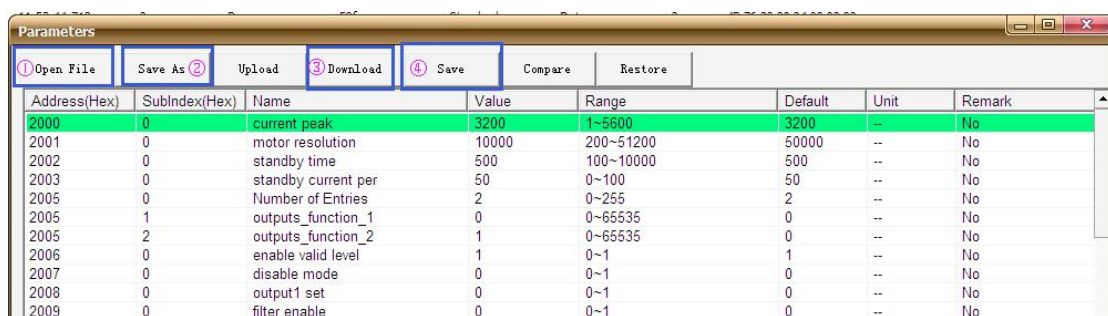 Parameters
①Open File Save As② Upload ③Download ④ Save Compare Restore
Address(Hex) SubIndex(Hex) Name Value Range Default Unit Remark
2000 0 current peak 3200 1~5600 3200 -- No
2001 0 motor resolution 10000 200~51200 50000 -- No
2002 0 standby time 500 100~10000 500 -- No
2003 0 standby current per 50 0~100 50 -- No
2005 0 Number of Entries 2 0~255 2 -- No
2005 1 outputs_function_1 0 0~65535 0 -- No
2005 2 outputs_function_2 1 0~65535 0 -- No
2006 0 enable valid level 1 0~1 1 -- No
2007 0 disable mode 0 0~1 0 -- No
2008 0 output1 set 0 0~1 0 -- No
2009 0 filter enable 0 0~1 0 -- No